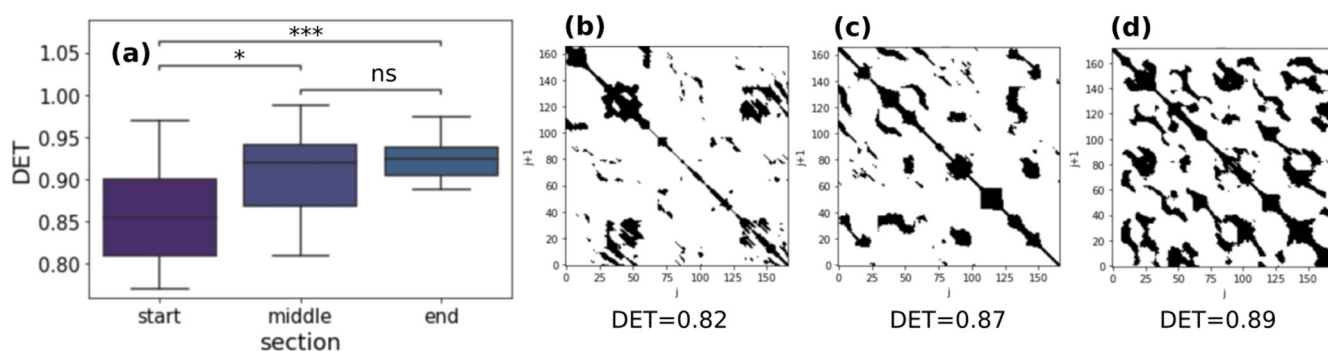 (a)
***
*
ns
1.05
1.00
0.95
0.90
0.85
0.80
DET
start middle end
section
(b)
160
140
120
100
80
60
40
20
0
j+1
0 25 50 75 100 125 150
j
DET=0.82
(c)
160
140
120
100
80
60
40
20
0
j+1
0 25 50 75 100 125 150
j
DET=0.87
(d)
160
140
120
100
80
60
40
20
0
j+1
0 25 50 75 100 125 150
j
DET=0.89